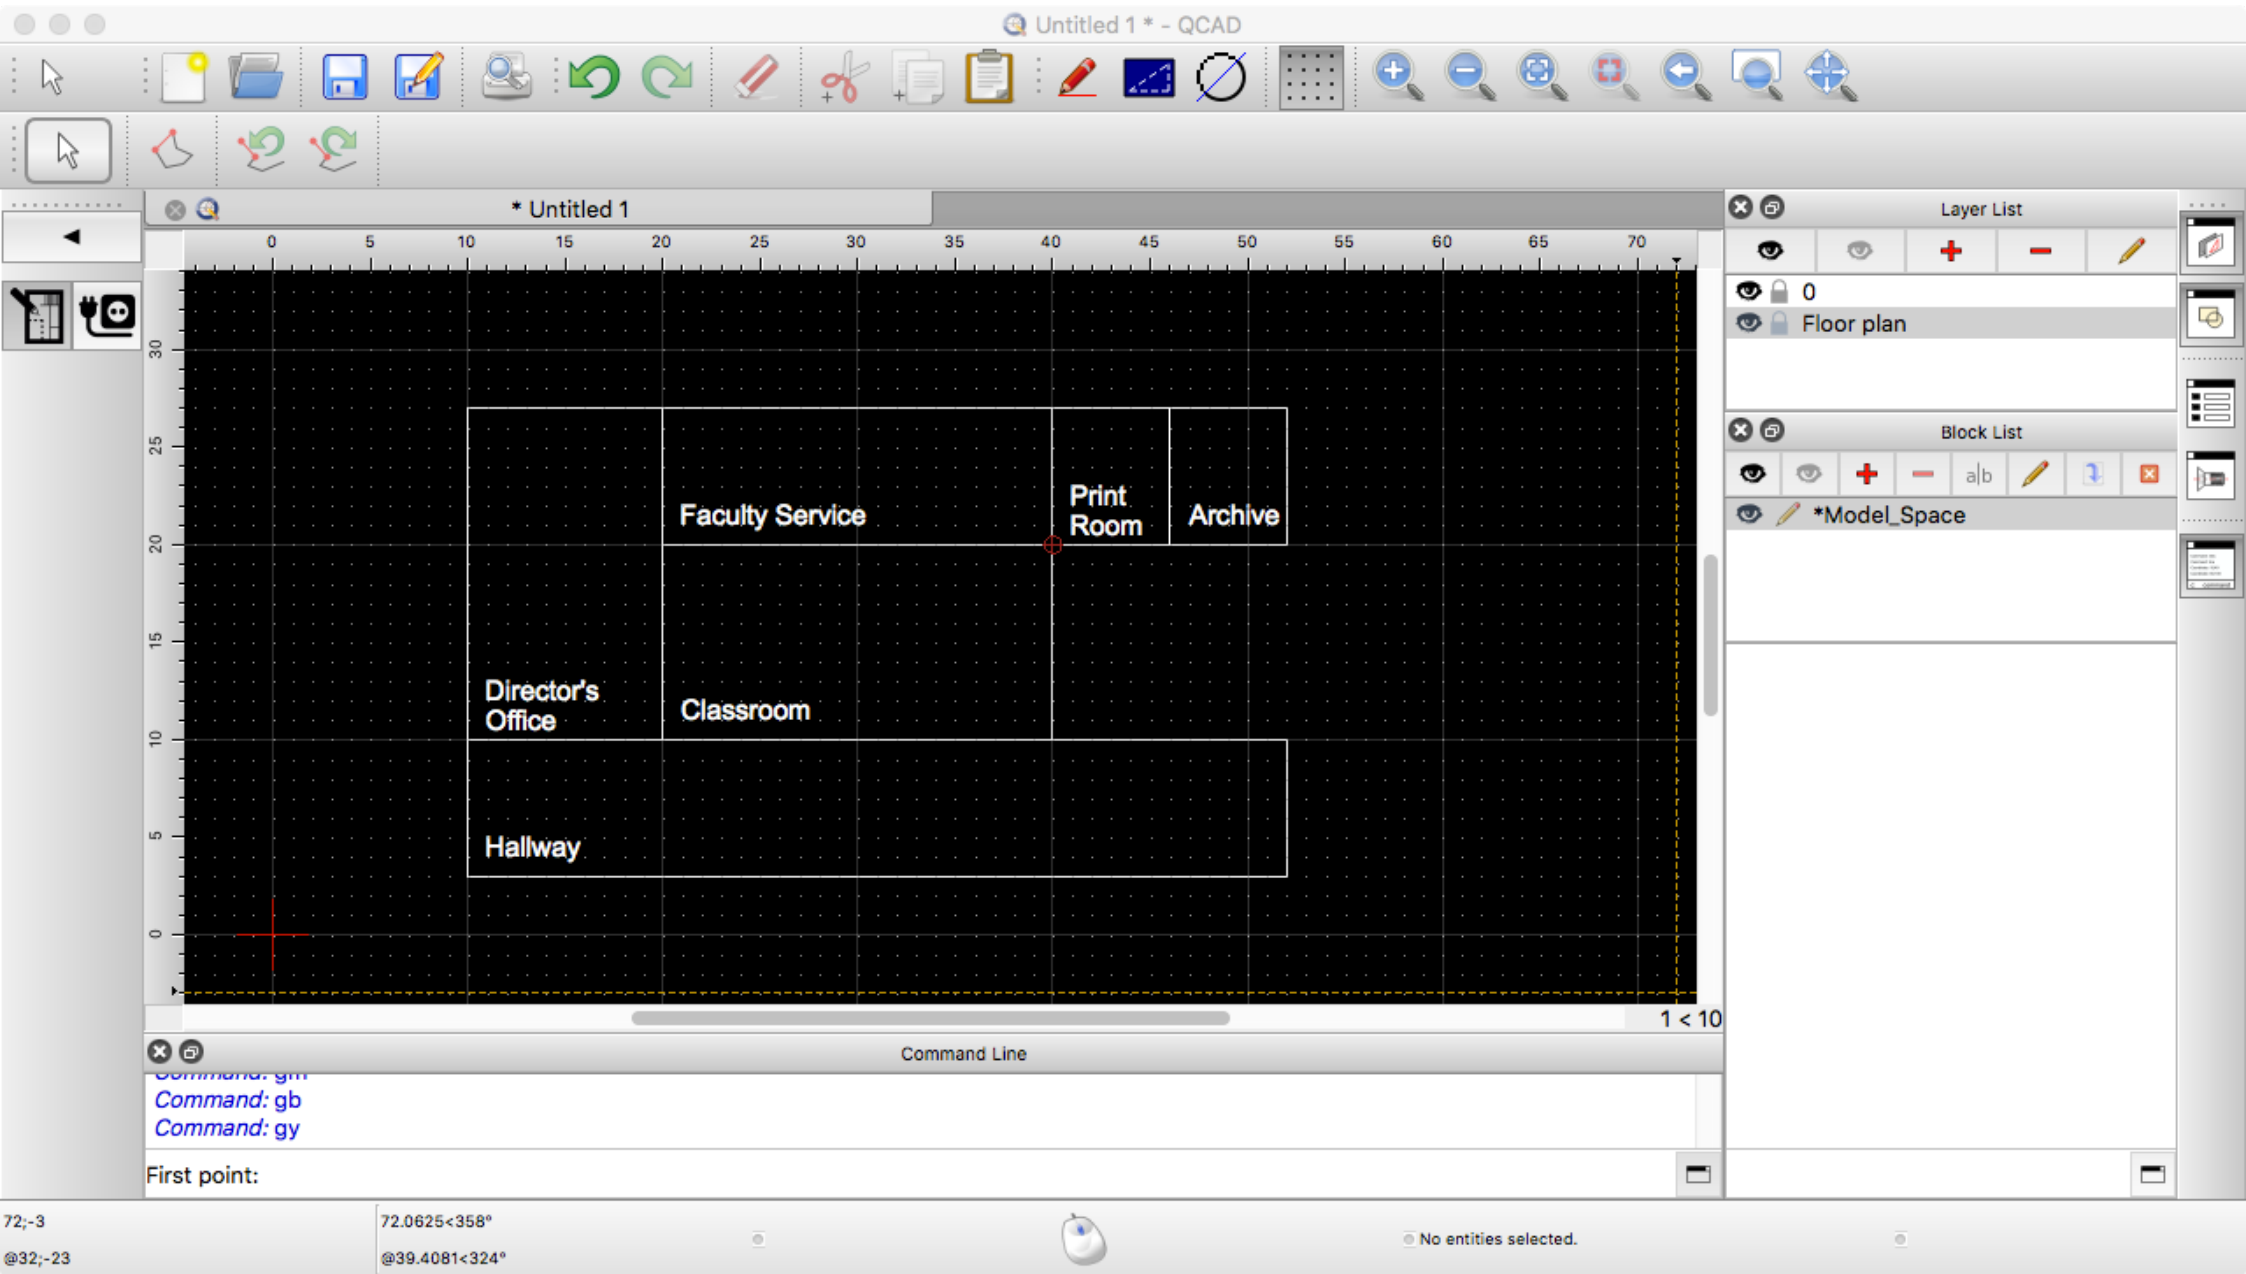 Untitled 1 * - QCAD
* Untitled 1
0 5 10 15 20 25 30 35 40 45 50 55 60 65 70
30
25
20
15
10
5
0
Faculty Service
Print
Room
Archive
Director's
Office
Classroom
Hallway
1 < 10
Layer List
0
Floor plan
Block List
a|b
*Model_Space
Command Line
Command: gm
Command: gb
Command: gy
First point:
72;-3
@32;-23
72.0625<358°
@39.4081<324°
No entities selected.